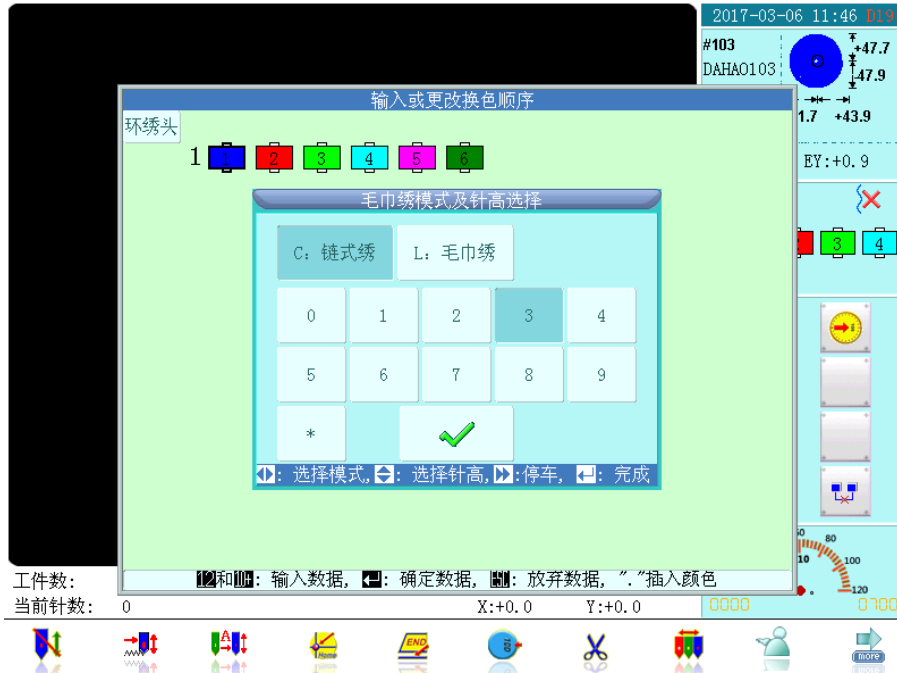 2017-03-06 11:46 D19
#103
DAHAO103
+47.7
47.9
1.7 +43.9
EY:+0.9
输入或更改换色顺序
环绣头
1 1 2 3 4 5 6
3 4
毛巾绣模式及针高选择
C: 链式绣 L: 毛巾绣
0 1 2 3 4
5 6 7 8 9
*
: 选择模式, : 选择针高, :停车, : 完成
和 : 输入数据, : 确定数据, : 放弃数据, "."插入颜色
80
10 100
120
工件数:
当前针数: 0 X:+0.0 Y:+0.0 0000 0700
A
Home
END
100
more